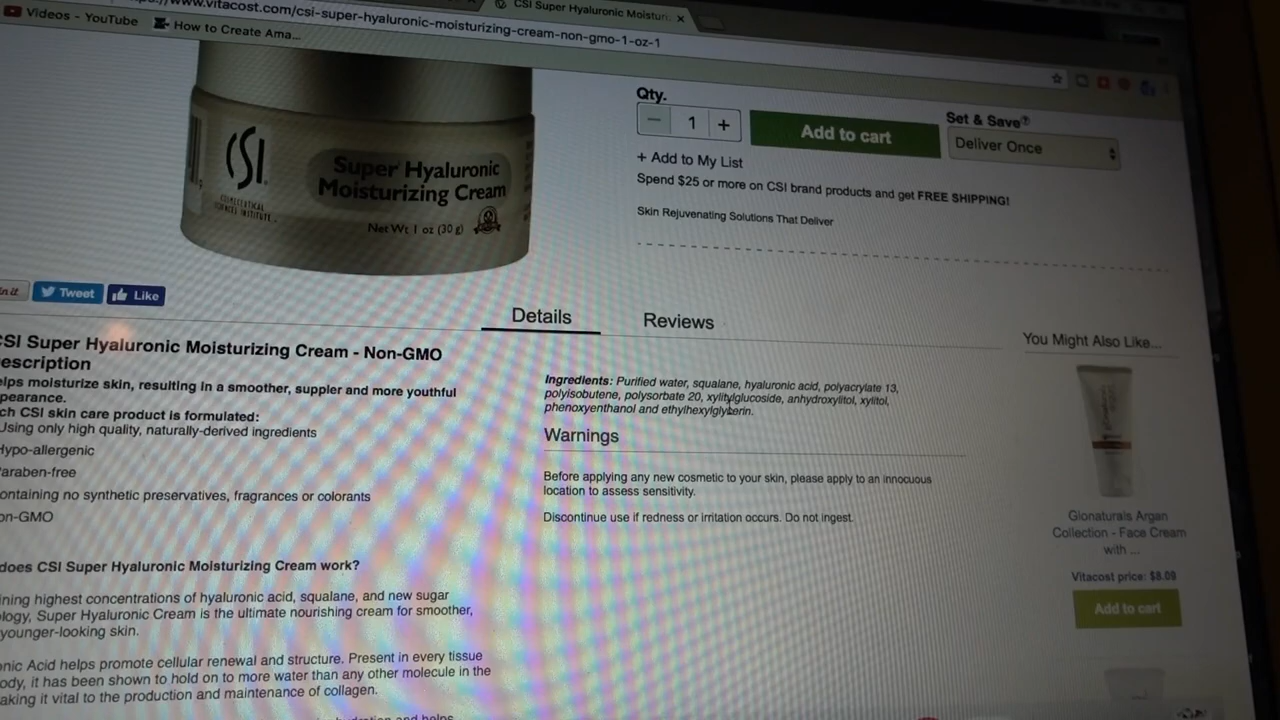 www.vitacost.com/csi-super-hyaluronic-moisturizing-cream-non-gmo-1-oz-1
CSI Super Hyaluronic Moisturi
Videos - YouTube
How to Create Ama...
CSI
COSMECEUTICAL
SCIENCES INSTITUTE
Super Hyaluronic
Moisturizing Cream
Net Wt 1 oz (30 g)
Qty.
1
Add to cart
Set & Save
Deliver Once
+ Add to My List
Spend $25 or more on CSI brand products and get FREE SHIPPING!
Skin Rejuvenating Solutions That Deliver
in it
Tweet
Like
Details
Reviews
CSI Super Hyaluronic Moisturizing Cream - Non-GMO
escription
elps moisturize skin, resulting in a smoother, suppler and more youthful
pearance.
ch CSI skin care product is formulated:
Using only high quality, naturally-derived ingredients
Hypo-allergenic
Paraben-free
ontaining no synthetic preservatives, fragrances or colorants
on-GMO
does CSI Super Hyaluronic Moisturizing Cream work?
ining highest concentrations of hyaluronic acid, squalane, and new sugar
ology, Super Hyaluronic Cream is the ultimate nourishing cream for smoother,
younger-looking skin.
onic Acid helps promote cellular renewal and structure. Present in every tissue
ody, it has been shown to hold on to more water than any other molecule in the
aking it vital to the production and maintenance of collagen.
and helps
Ingredients: Purified water, squalane, hyaluronic acid, polyacrylate 13,
polyisobutene, polysorbate 20, xylitylglucoside, anhydroxylitol, xylitol,
phenoxyenthanol and ethylhexylglycerin.
Warnings
Before applying any new cosmetic to your skin, please apply to an innocuous
location to assess sensitivity.
Discontinue use if redness or irritation occurs. Do not ingest.
You Might Also Like...
Glonaturals Argan
Collection - Face Cream
with ...
Vitacost price: $8.09
Add to cart